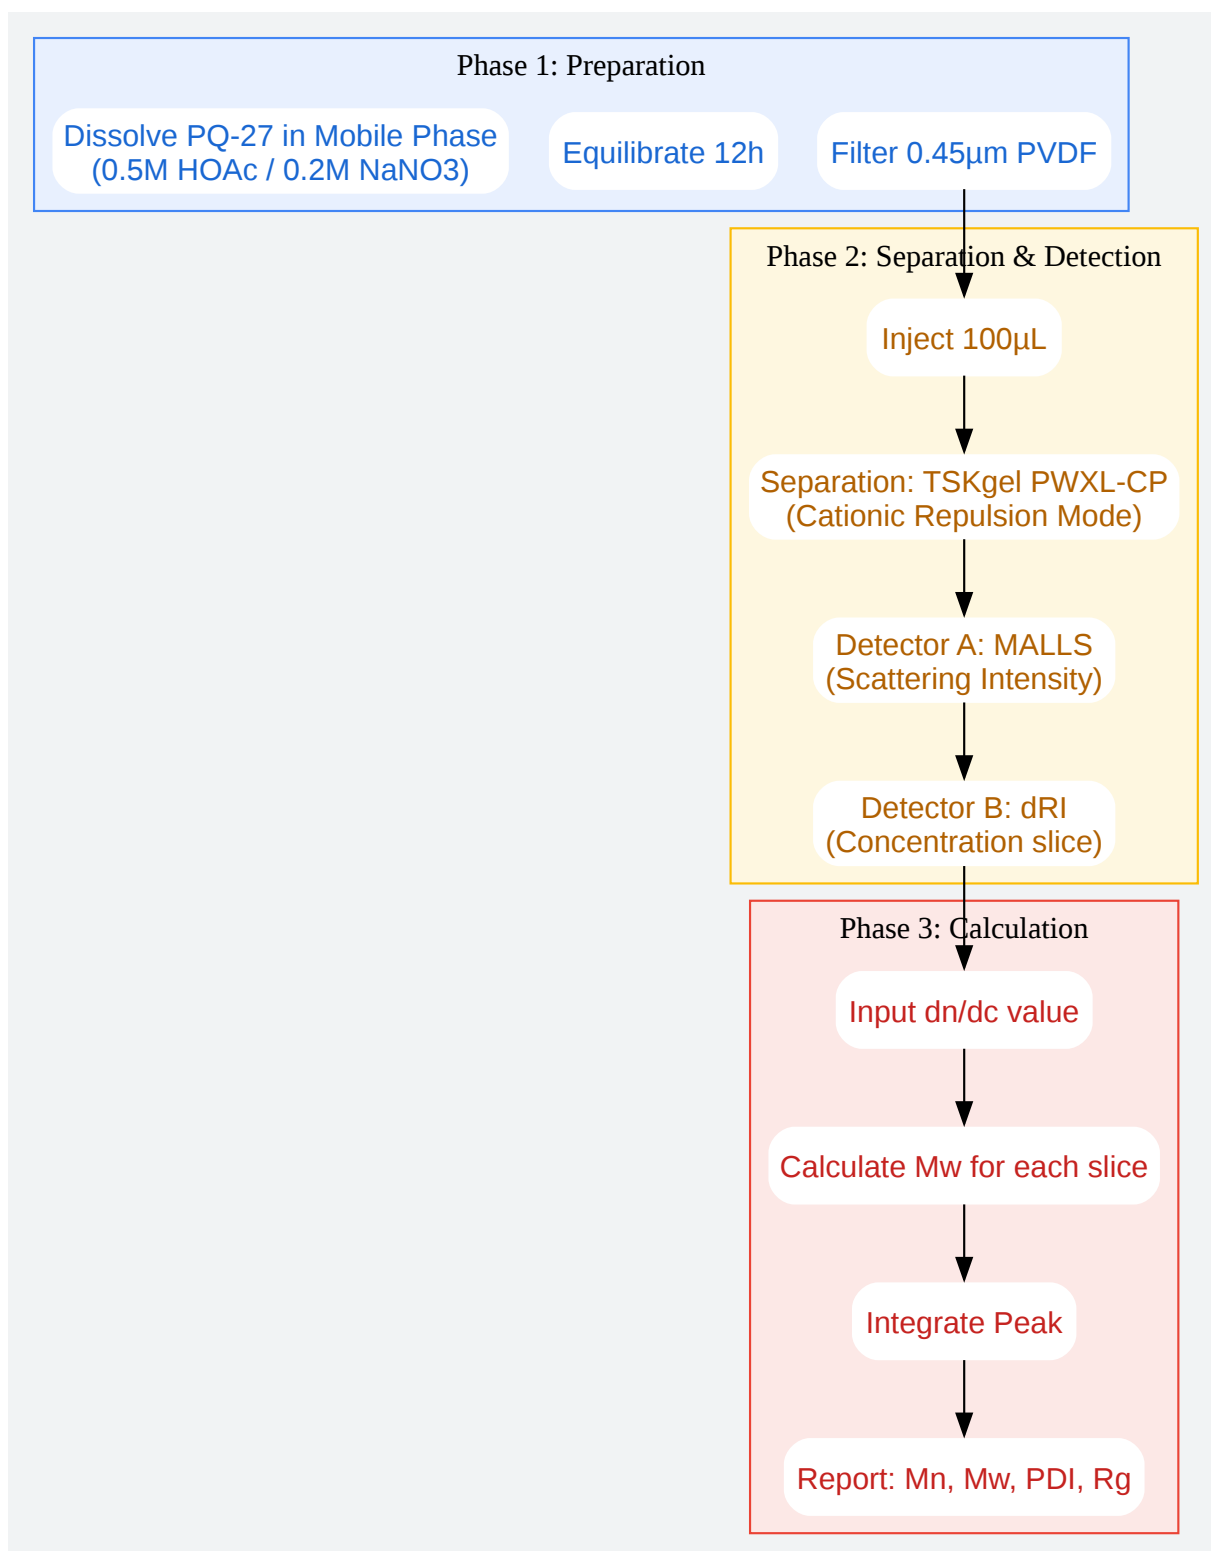 Phase 1: Preparation
Dissolve PQ-27 in Mobile Phase
(0.5M HOAc / 0.2M NaNO3)
Equilibrate 12h
Filter 0.45µm PVDF
Phase 2: Separation & Detection
Inject 100µL
Separation: TSKgel PWXL-CP
(Cationic Repulsion Mode)
Detector A: MALLS
(Scattering Intensity)
Detector B: dRI
(Concentration slice)
Phase 3: Calculation
Input dn/dc value
Calculate Mw for each slice
Integrate Peak
Report: Mn, Mw, PDI, Rg